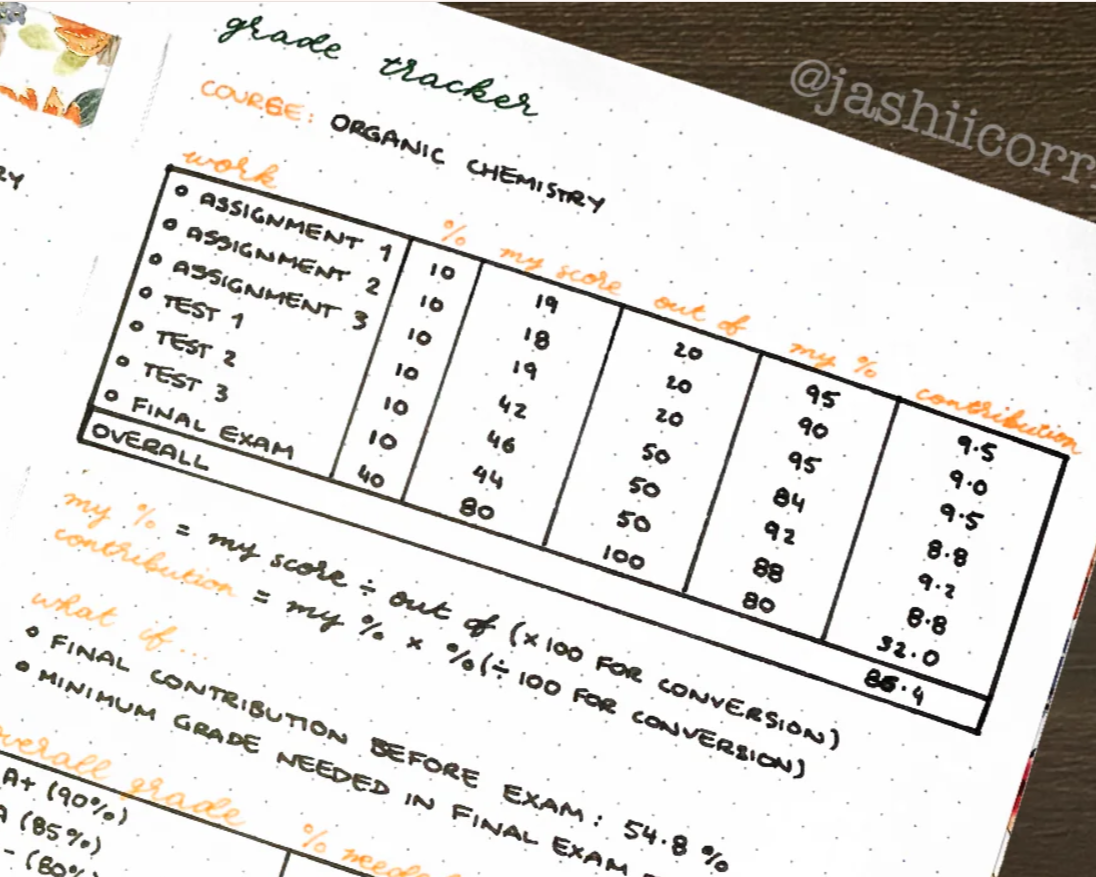 grade tracker
@jashiicorr
COURSE: ORGANIC CHEMISTRY
work % my score out of my % contribution
• ASSIGNMENT 1 10 19 20 95 9.5
• ASSIGNMENT 2 10 18 20 90 9.0
• ASSIGNMENT 3 10 19 20 95 9.5
• TEST 1 10 42 50 84 8.8
• TEST 2 10 46 50 92 9.2
• TEST 3 10 44 50 88 8.8
• FINAL EXAM 40 80 100 80 32.0
OVERALL 86.4
my % = my score ÷ out of (×100 FOR CONVERSION)
contribution = my % × % (÷100 FOR CONVERSION)
what if...
• FINAL CONTRIBUTION BEFORE EXAM: 54.8 %
• MINIMUM GRADE NEEDED IN FINAL EXAM
overall grade % neede
A+ (90%)
A (85%)
- (80%)
RY